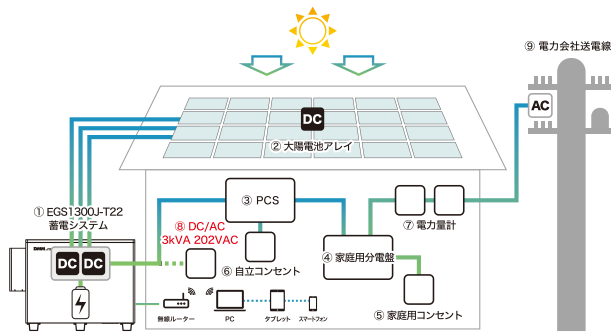 ⑨ 電力会社送電線
AC
DC
② 太陽電池アレイ
① EGS1300J-T22
蓄電システム
③ PCS
⑧ DC/AC
3kVA 202VAC
⑦ 電力量計
DC DC
⑥ 自立コンセント
④ 家庭用分電盤
⑤ 家庭用コンセント
無線ルーター
PC
タブレット
スマートフォン